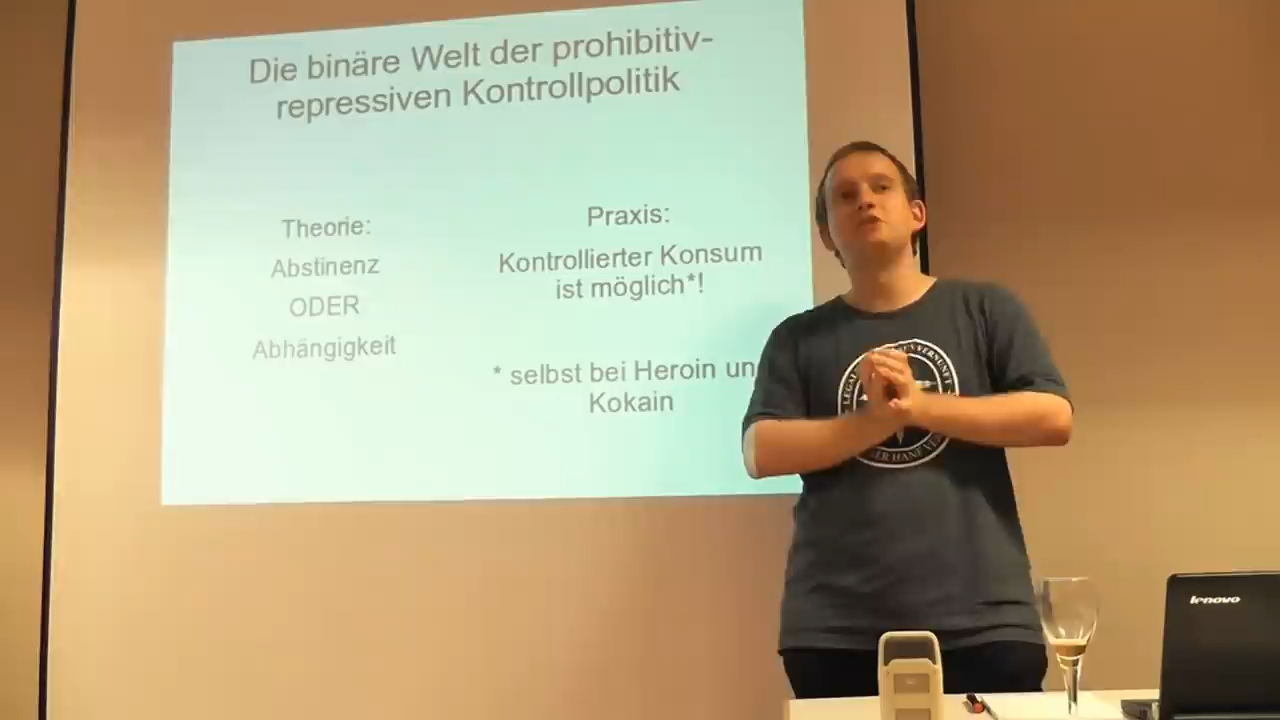 Die binäre Welt der prohibitiv-
repressiven Kontrollpolitik
Theorie:
Abstinenz
ODER
Abhängigkeit
Praxis:
Kontrollierter Konsum
ist möglich*!
* selbst bei Heroin un
Kokain
lenovo